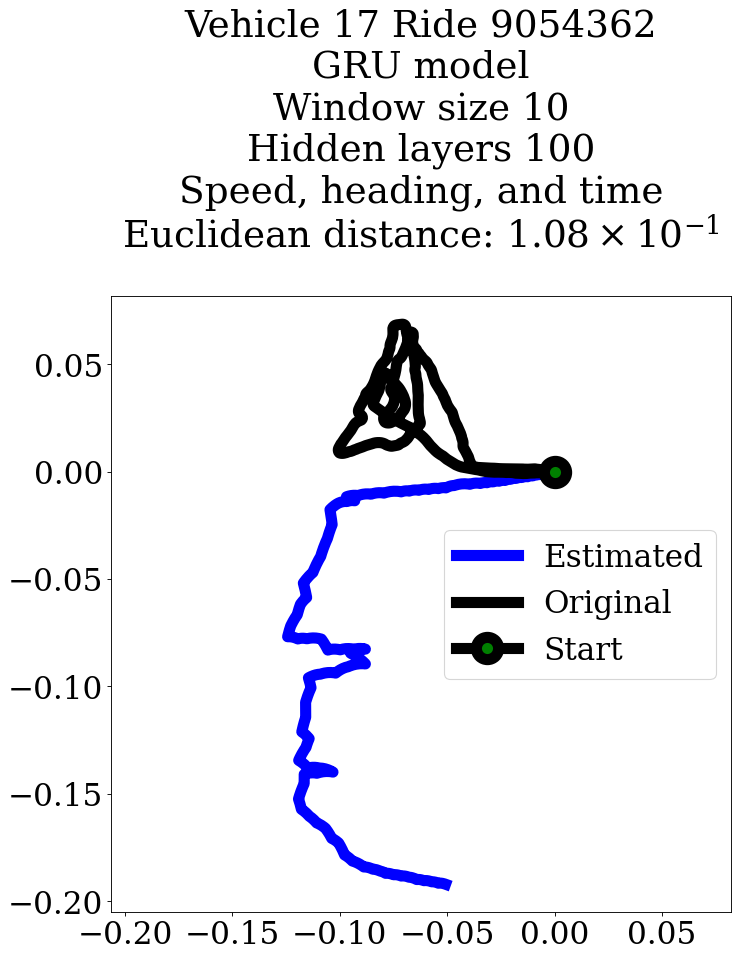 Vehicle 17 Ride 9054362
GRU model
Window size 10
Hidden layers 100
Speed, heading, and time
Euclidean distance: 1.08 × 10⁻¹
0.05
0.00
−0.05
−0.10
−0.15
−0.20
Estimated
Original
Start
−0.20 −0.15 −0.10 −0.05 0.00 0.05